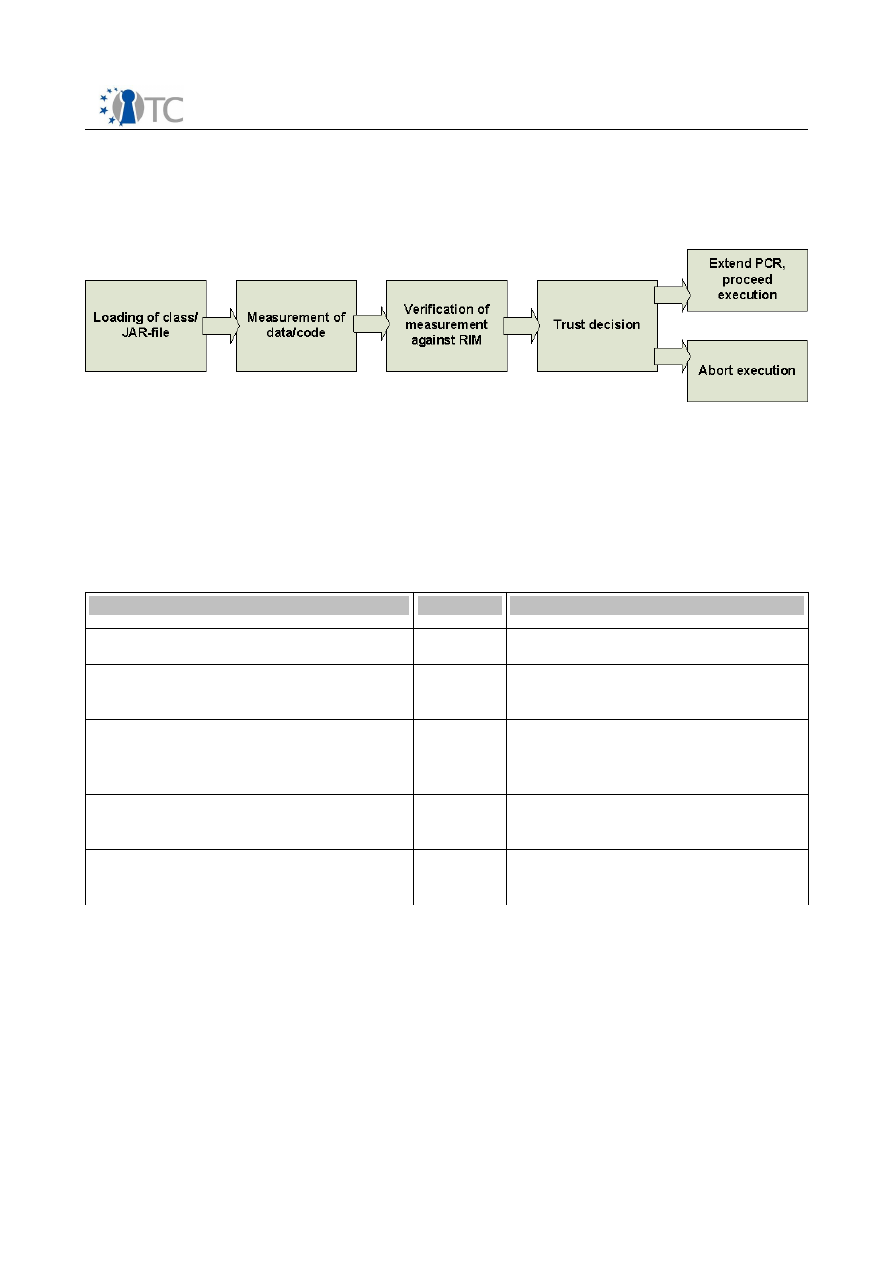 TC
Loading of class/
JAR-file
Measurement of
data/code
Verification of
measurement
against RIM
Trust decision
Extend PCR,
proceed
execution
Abort execution